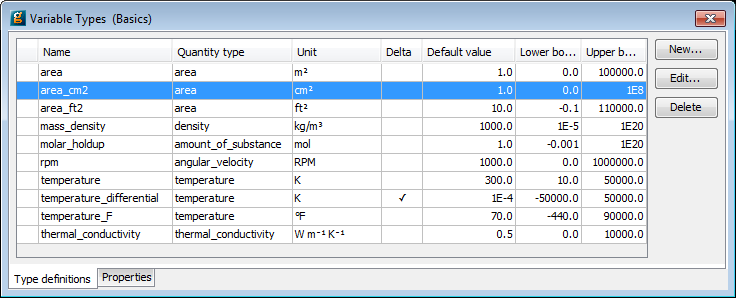 Variable Types (Basics)
Name Quantity type Unit Delta Default value Lower bo... Upper b...
area area m² 1.0 0.0 100000.0
area_cm2 area cm² 1.0 0.0 1E8
area_ft2 area ft² 10.0 -0.1 110000.0
mass_density density kg/m³ 1000.0 1E-5 1E20
molar_holdup amount_of_substance mol 1.0 -0.001 1E20
rpm angular_velocity RPM 1000.0 0.0 1000000.0
temperature temperature K 300.0 10.0 50000.0
temperature_differential temperature K ✓ 1E-4 -50000.0 50000.0
temperature_F temperature °F 70.0 -440.0 90000.0
thermal_conductivity thermal_conductivity W m⁻¹ K⁻¹ 0.5 0.0 10000.0
New...
Edit...
Delete
Type definitions Properties